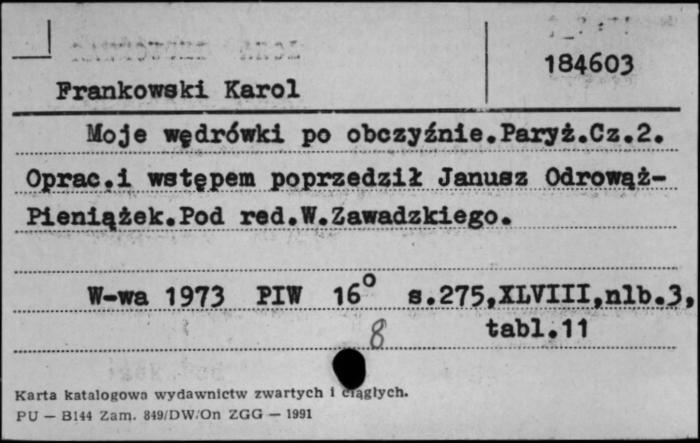 184603
Frankowski Karol
Moje wędrówki po obczyźnie.Paryż.Cz.2.
Oprac.i wstępem poprzedził Janusz Odrowąż-
Pieniążek.Pod red.W.Zawadzkiego.
W-wa 1973 PIW 16° s.275,XLVIII,nlb.3,
8 tabl.11
Karta katalogowa wydawnictw zwartych i ciągłych.
PU — B144 Zam. 849/DW/On ZGG — 1991